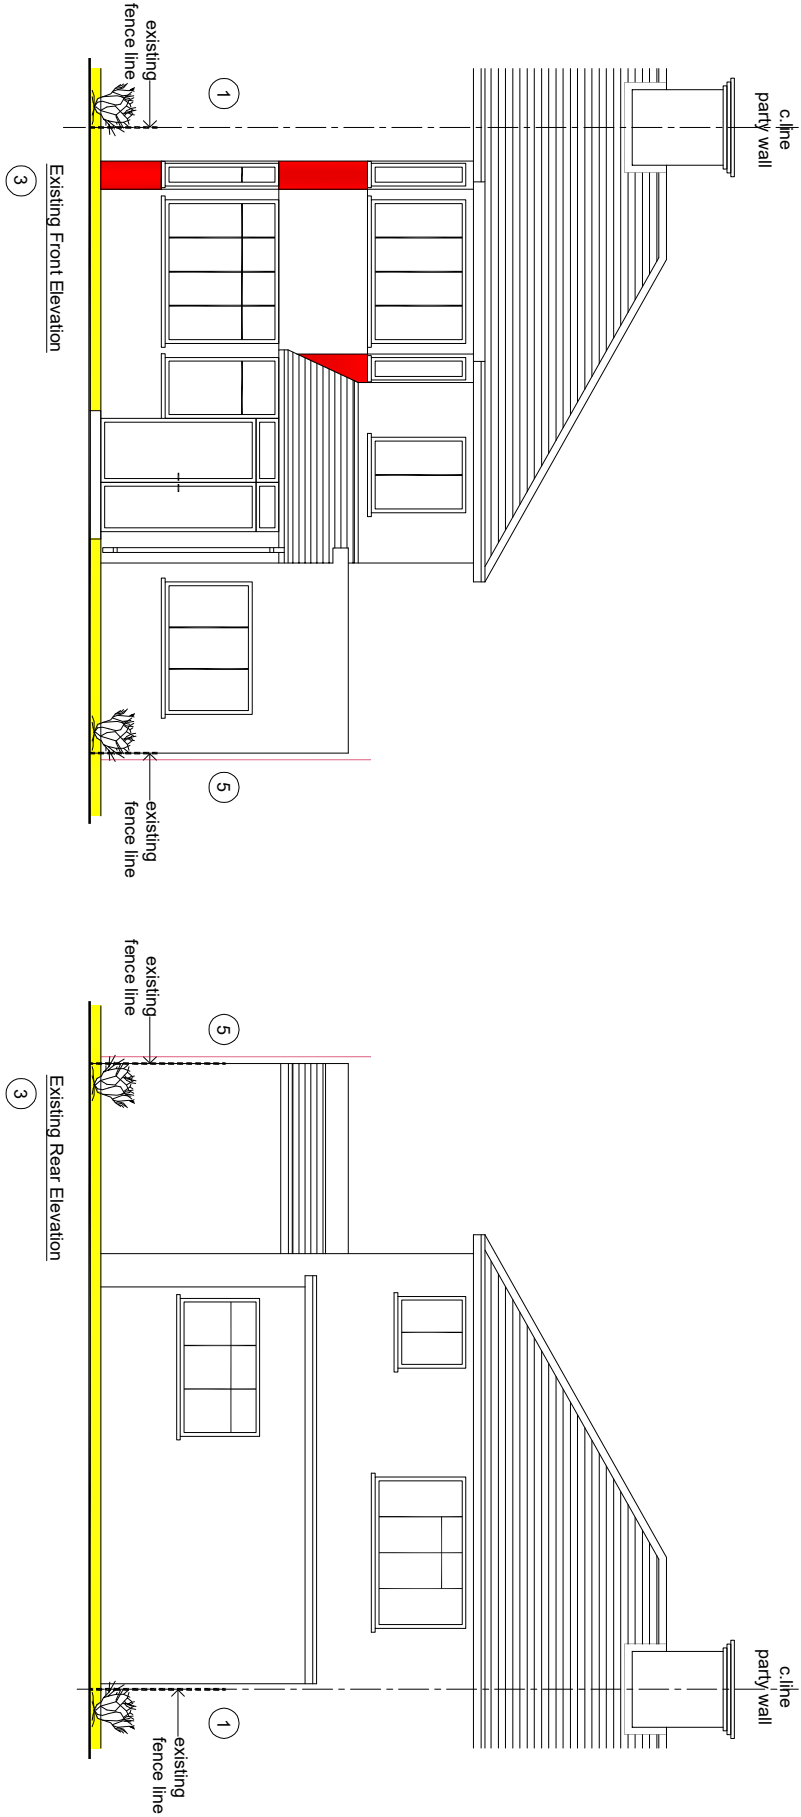 c.line
party wall
1
existing
fence line
5
existing
fence line
Existing Front Elevation
3
c.line
party wall
5
existing
fence line
1
existing
fence line
Existing Rear Elevation
3